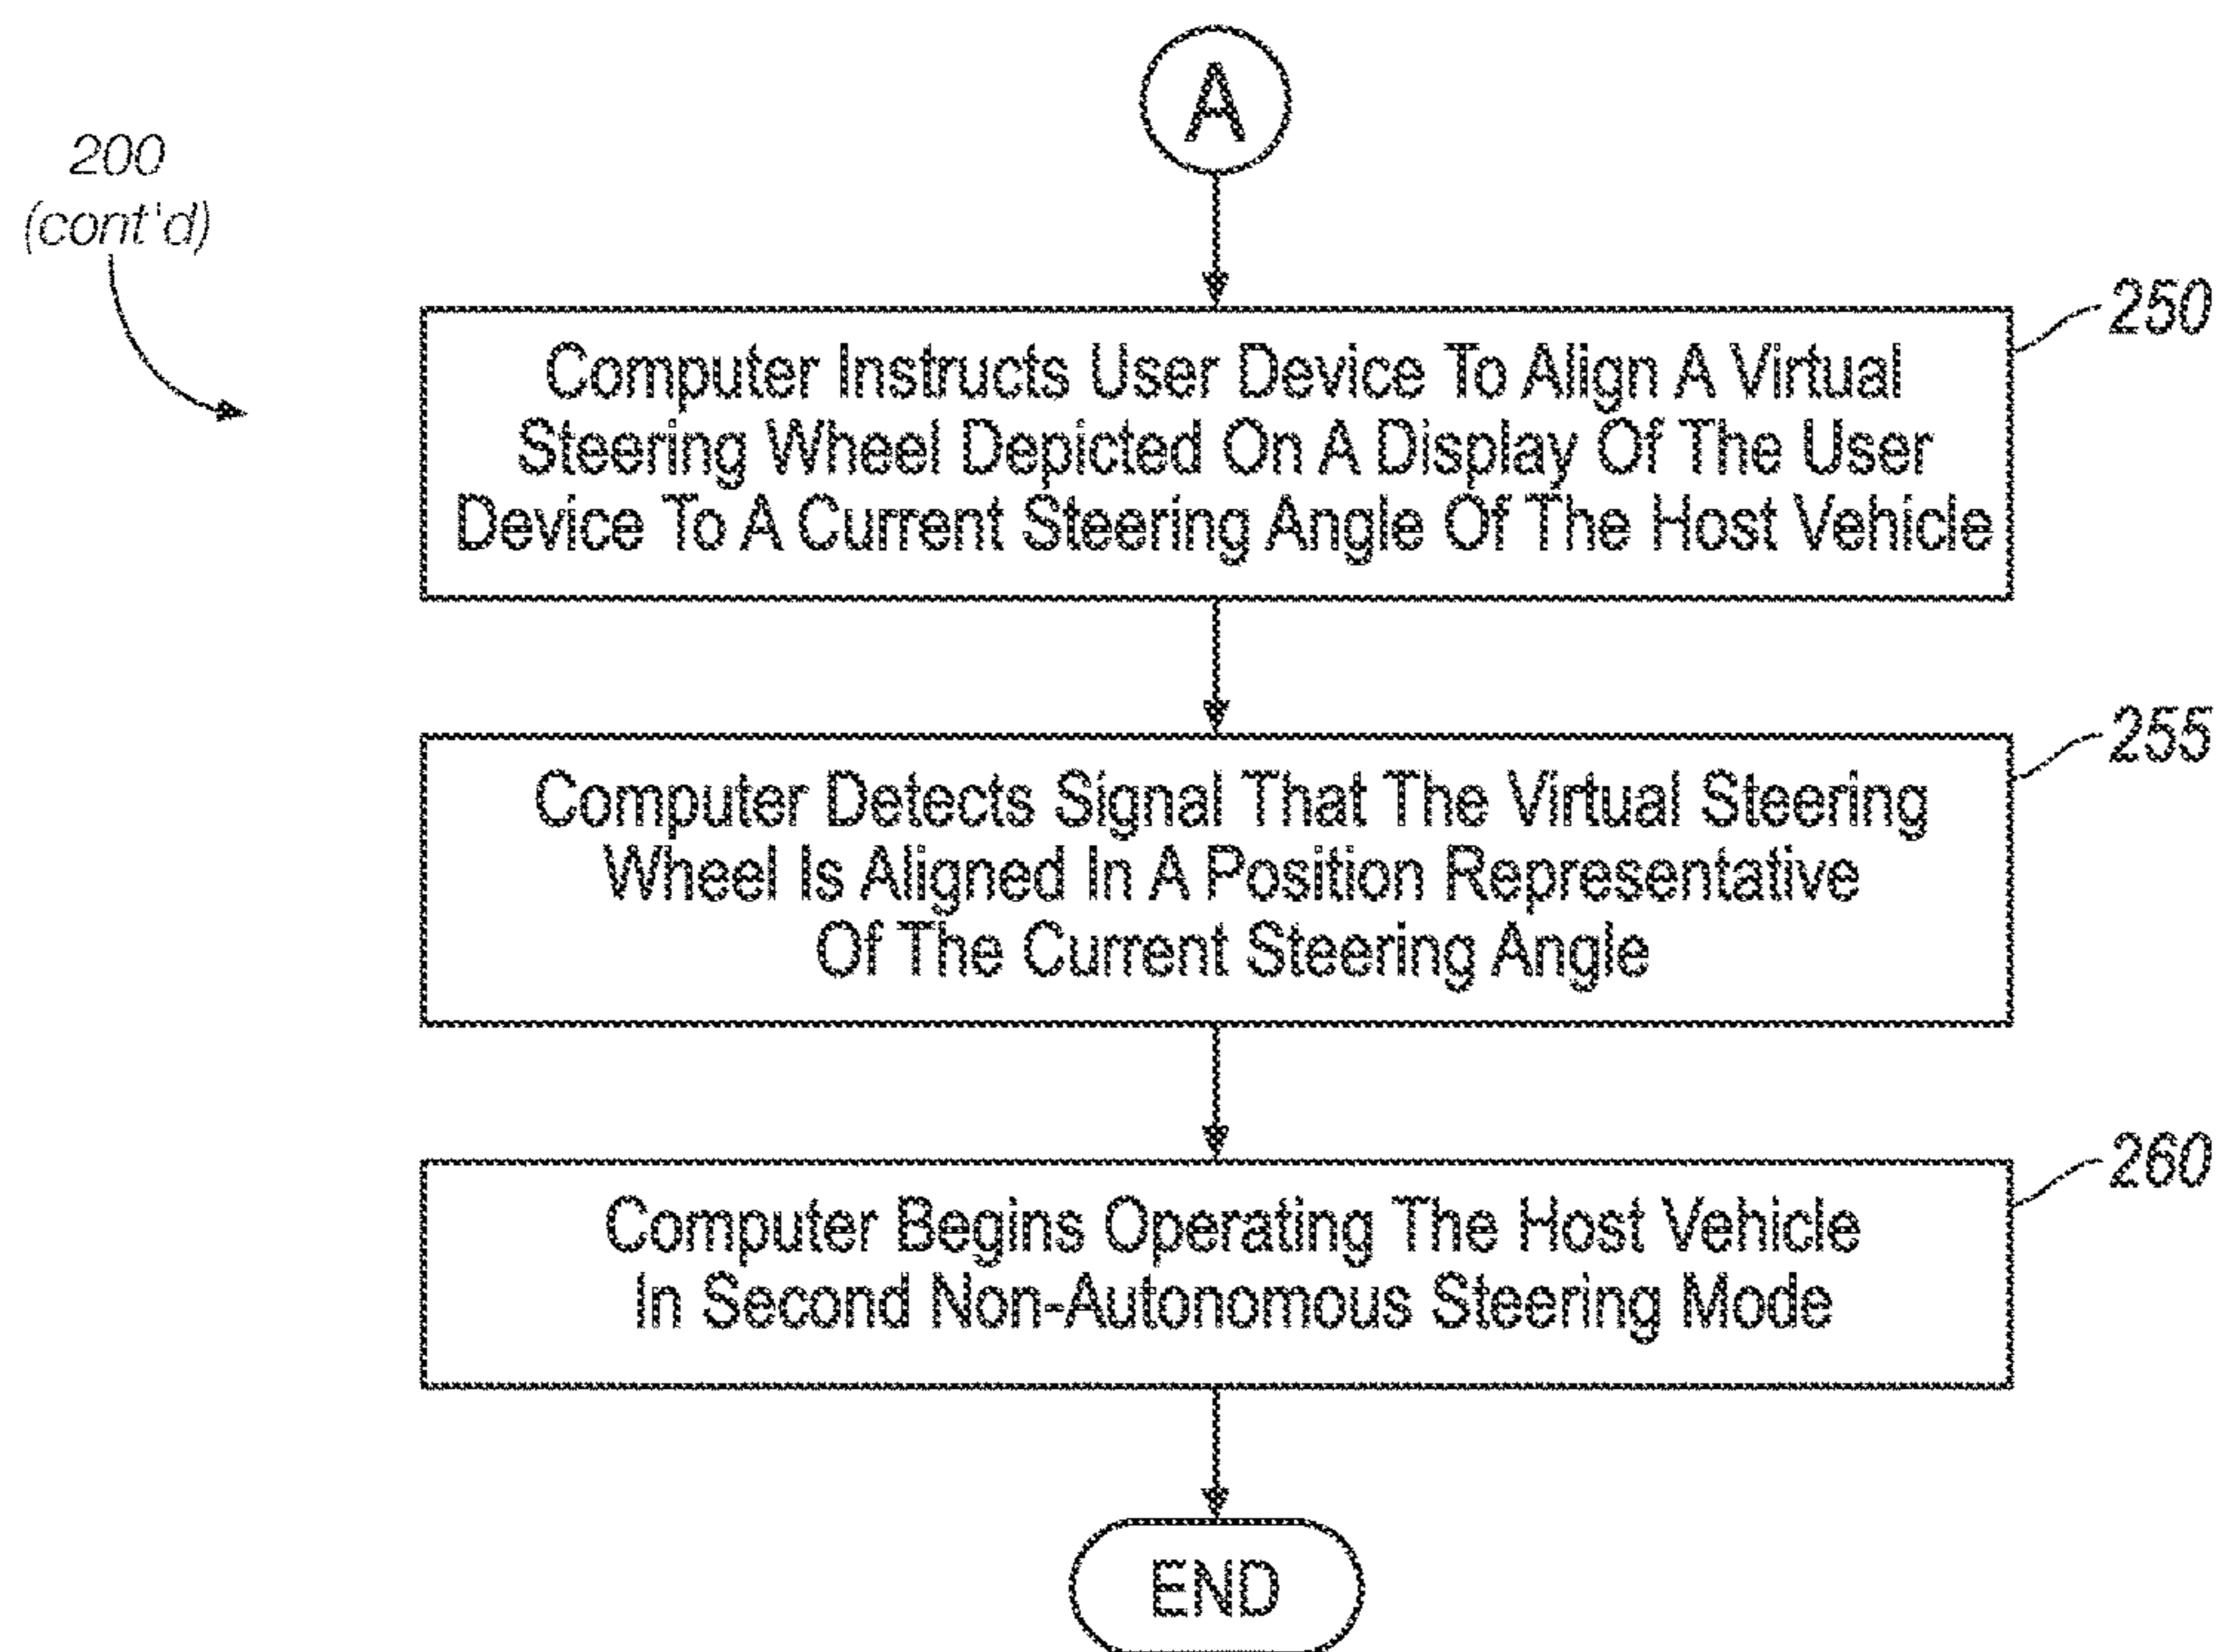 A
200
(cont'd)
250
Computer Instructs User Device To Align A Virtual
Steering Wheel Depicted On A Display Of The User
Device To A Current Steering Angle Of The Host Vehicle
255
Computer Detects Signal That The Virtual Steering
Wheel Is Aligned In A Position Representative
Of The Current Steering Angle
260
Computer Begins Operating The Host Vehicle
In Second Non-Autonomous Steering Mode
END